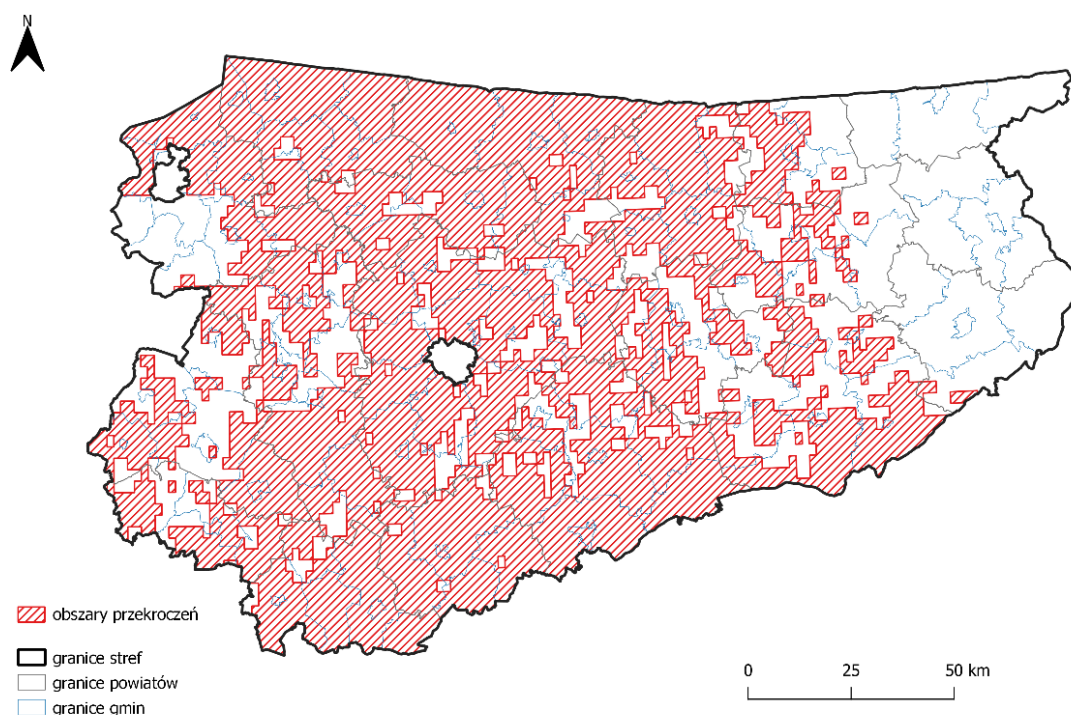 N
obszary przekroczeń
granice stref
granice powiatów
granice gmin
0 25 50 km